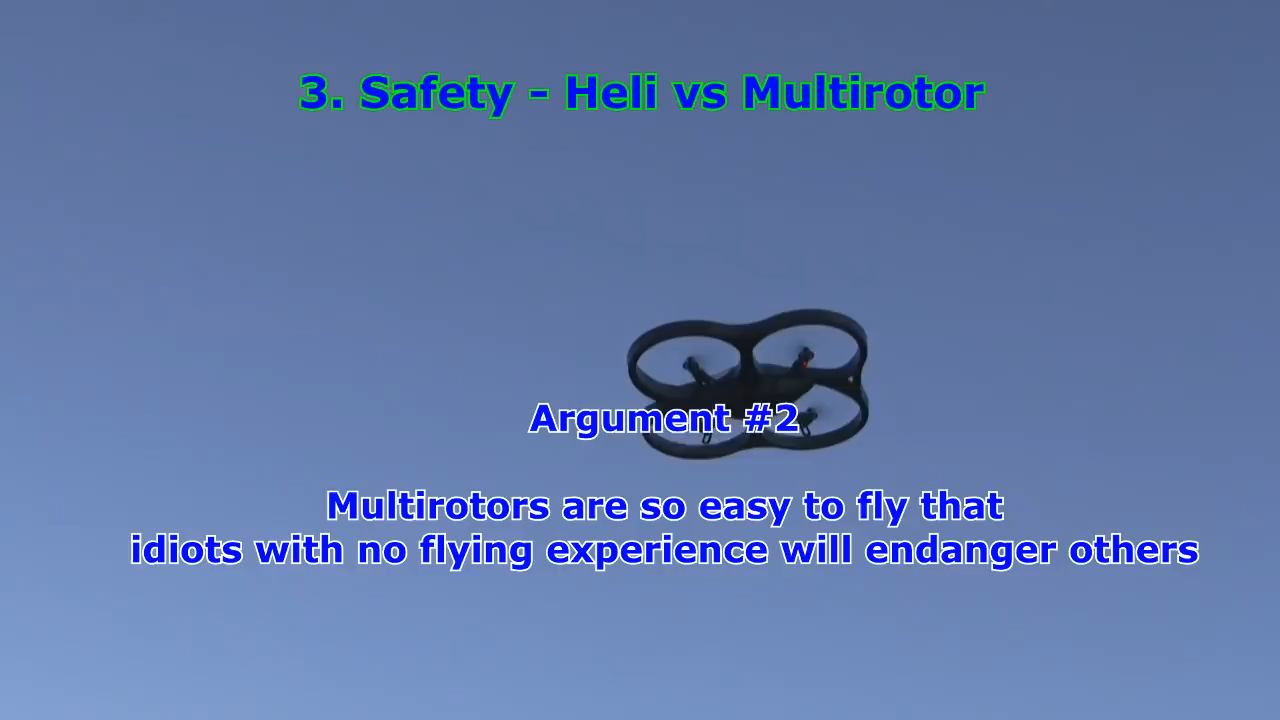 3. Safety - Heli vs Multirotor
Argument #2
Multirotors are so easy to fly that
idiots with no flying experience will endanger others